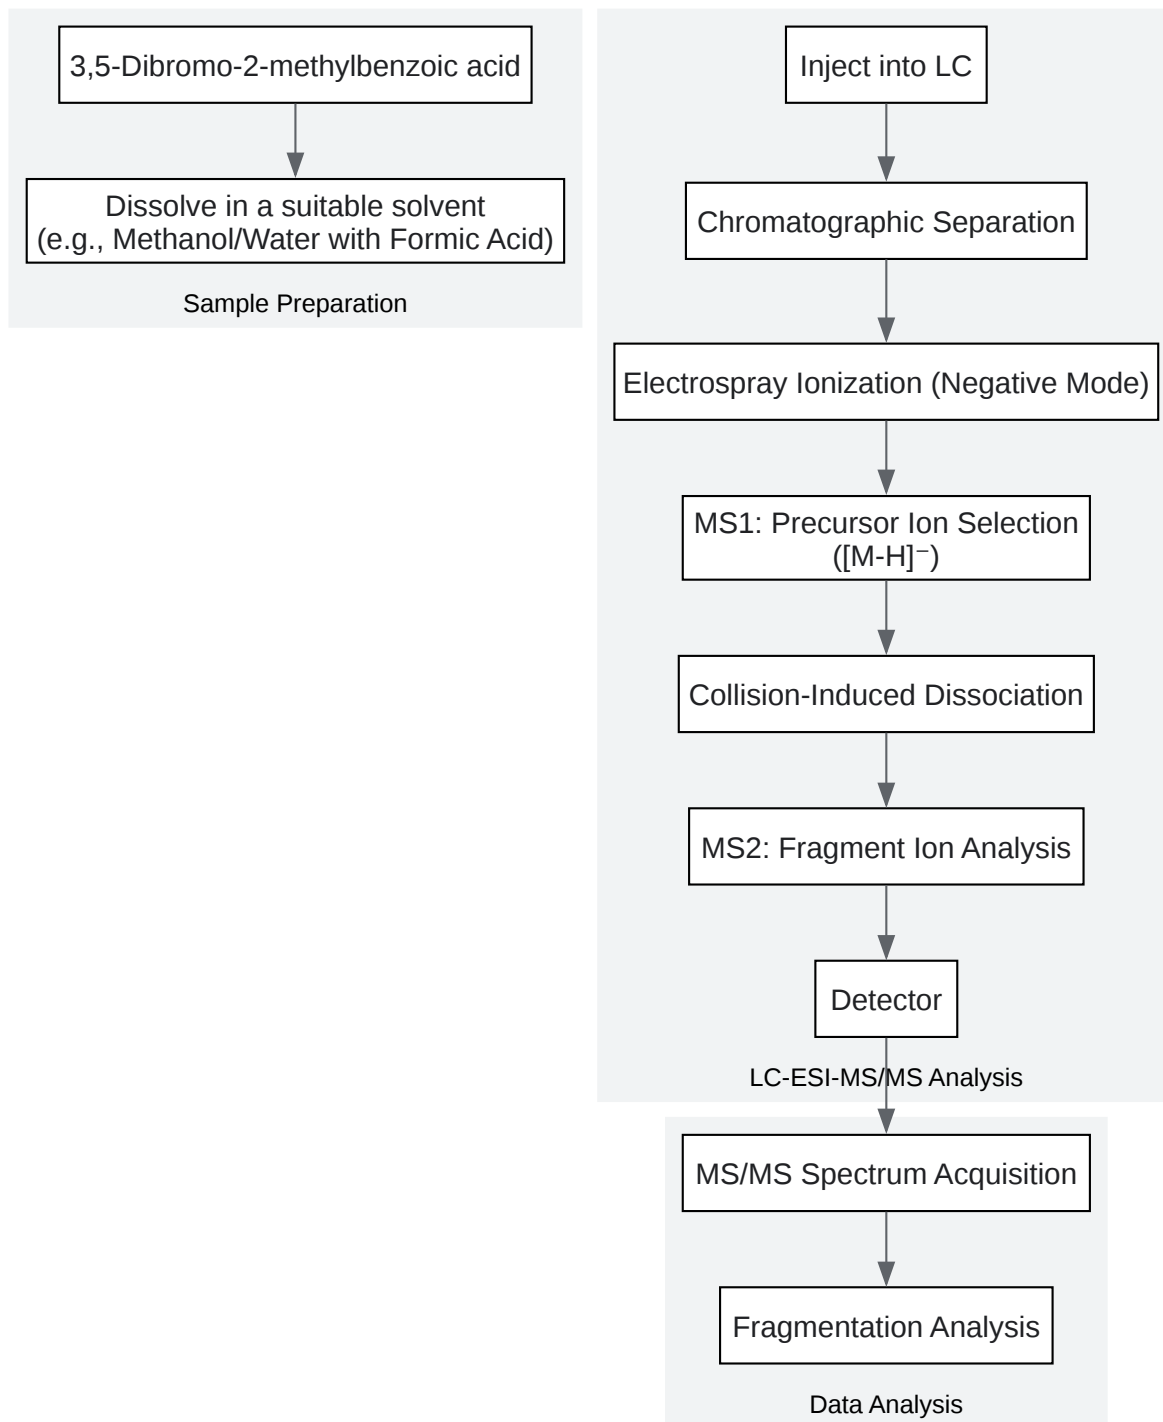 3,5-Dibromo-2-methylbenzoic acid
Dissolve in a suitable solvent
(e.g., Methanol/Water with Formic Acid)
Sample Preparation
Inject into LC
Chromatographic Separation
Electrospray Ionization (Negative Mode)
MS1: Precursor Ion Selection
([M-H]⁻)
Collision-Induced Dissociation
MS2: Fragment Ion Analysis
Detector
LC-ESI-MS/MS Analysis
MS/MS Spectrum Acquisition
Fragmentation Analysis
Data Analysis